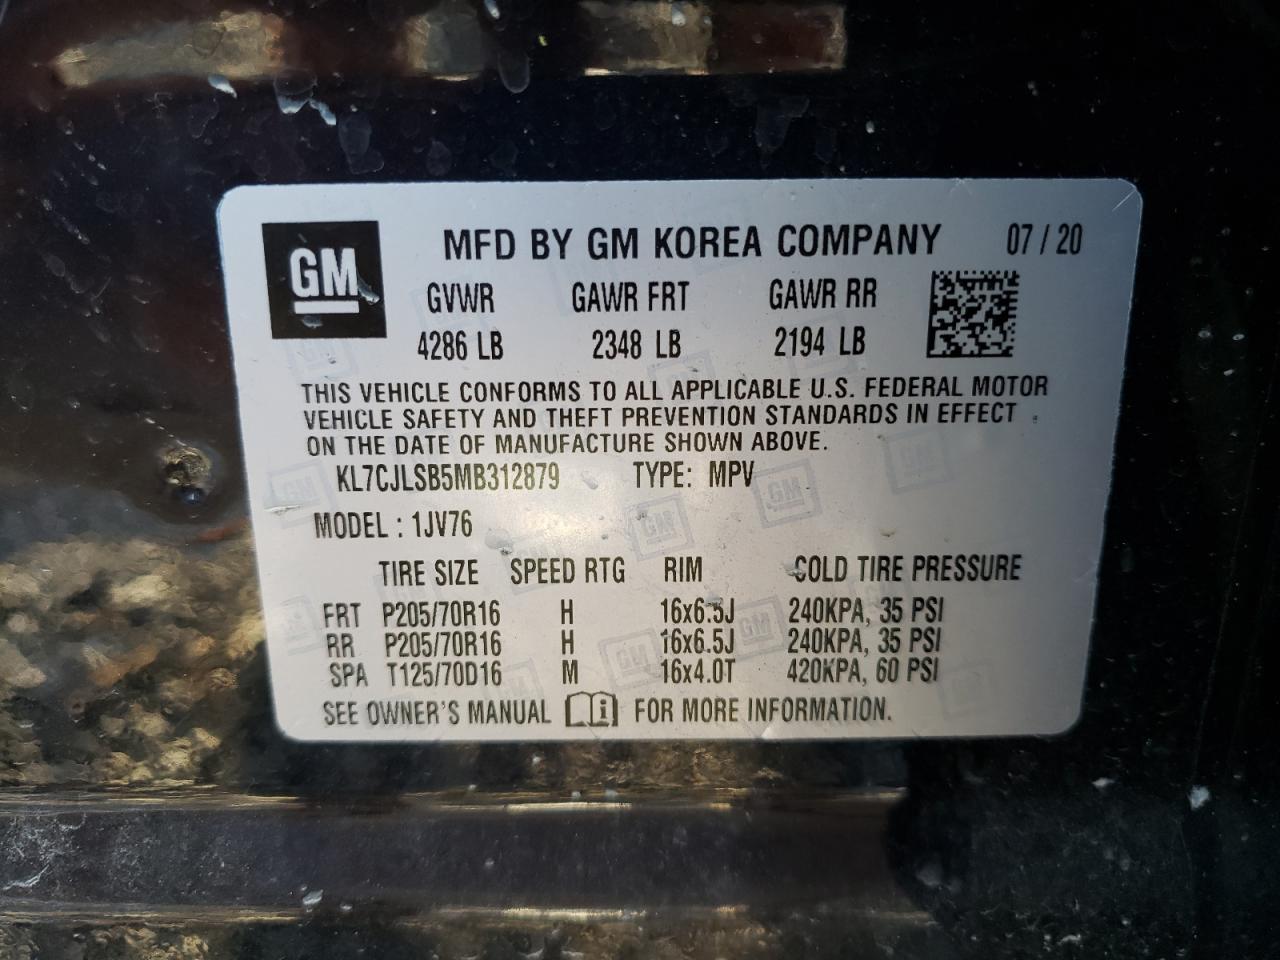 GM MFD BY GM KOREA COMPANY 07 / 20
GVWR GAWR FRT GAWR RR
4286 LB 2348 LB 2194 LB
THIS VEHICLE CONFORMS TO ALL APPLICABLE U.S. FEDERAL MOTOR
VEHICLE SAFETY AND THEFT PREVENTION STANDARDS IN EFFECT
ON THE DATE OF MANUFACTURE SHOWN ABOVE.
KL7CJLSB5MB312879 TYPE: MPV
MODEL : 1JV76
TIRE SIZE SPEED RTG RIM COLD TIRE PRESSURE
FRT P205/70R16 H 16x6.5J 240KPA, 35 PSI
RR P205/70R16 H 16x6.5J 240KPA, 35 PSI
SPA T125/70D16 M 16x4.0T 420KPA, 60 PSI
SEE OWNER'S MANUAL i FOR MORE INFORMATION.